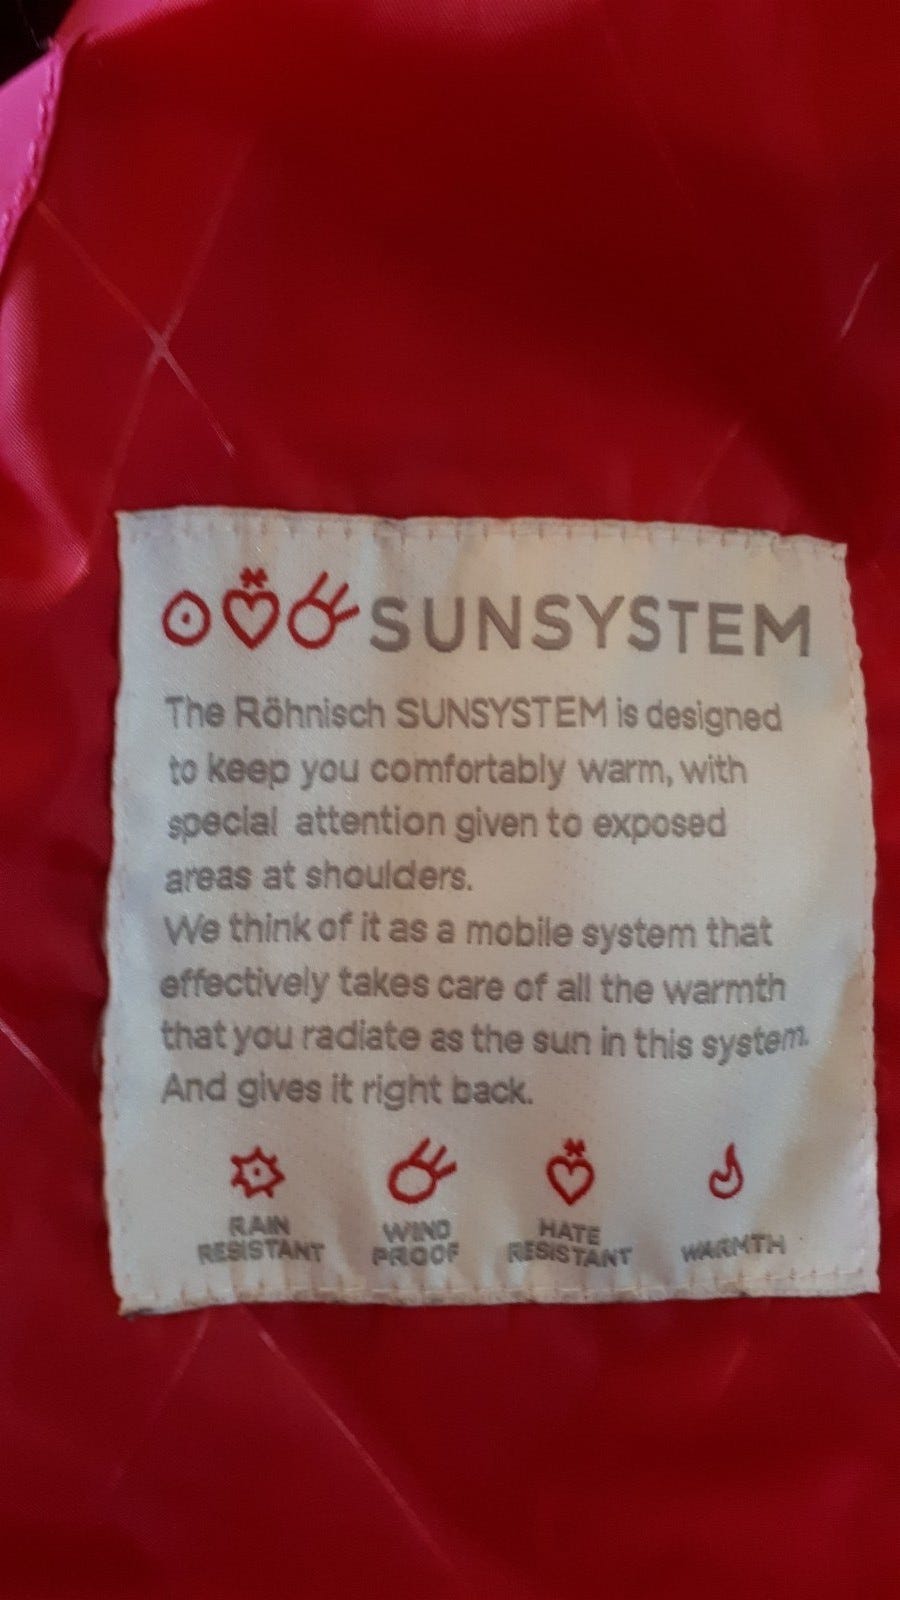 SUNSYSTEM
The Röhnisch SUNSYSTEM is designed
to keep you comfortably warm, with
special attention given to exposed
areas at shoulders.
We think of it as a mobile system that
effectively takes care of all the warmth
that you radiate as the sun in this system.
And gives it right back.
RAIN
RESISTANT
WIND
PROOF
HATE
RESISTANT
WARMTH